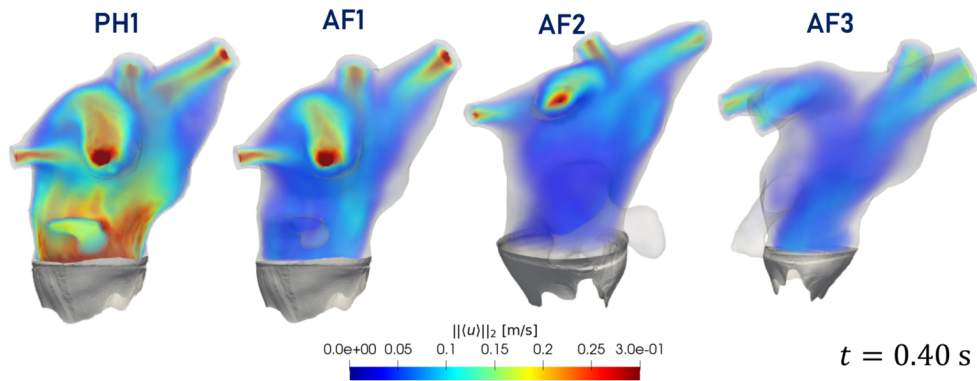 PH1 AF1 AF2 AF3
||⟨u⟩||₂ [m/s]
0.0e+00 0.05 0.1 0.15 0.2 0.25 3.0e-01
t = 0.40 s